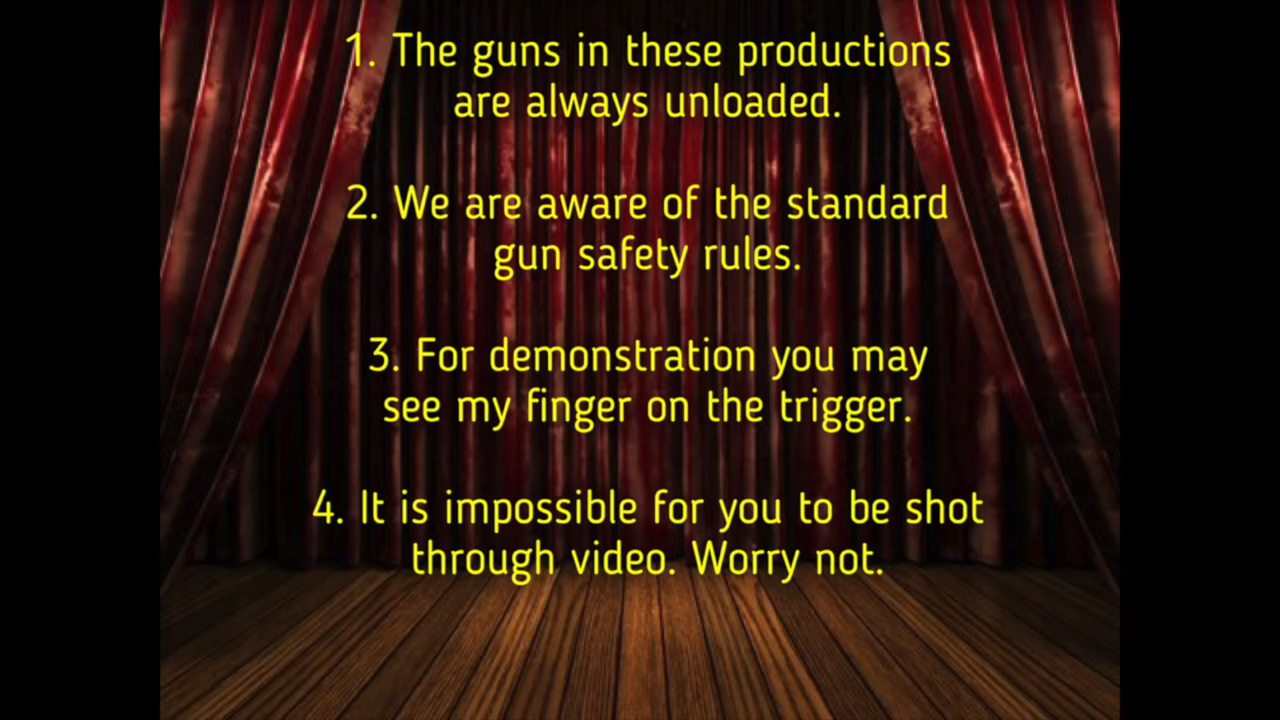 1. The guns in these productions
are always unloaded.
2. We are aware of the standard
gun safety rules.
3. For demonstration you may
see my finger on the trigger.
4. It is impossible for you to be shot
through video. Worry not.